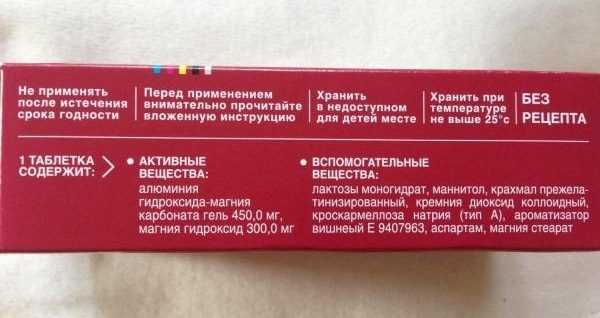 Не применять
после истечения
срока годности
Перед применением
внимательно прочитайте
вложенную инструкцию
Хранить
в недоступном
для детей месте
Хранить при
температуре
не выше 25°с
БЕЗ
РЕЦЕПТА
1 ТАБЛЕТКА
СОДЕРЖИТ:
• АКТИВНЫЕ
ВЕЩЕСТВА:
алюминия
гидроксида-магния
карбоната гель 450,0 мг,
магния гидроксид 300,0 мг
• ВСПОМОГАТЕЛЬНЫЕ
ВЕЩЕСТВА:
лактозы моногидрат, маннитол, крахмал прежела-
тинизированный, кремния диоксид коллоидный,
кроскармеллоза натрия (тип А), ароматизатор
вишневый Е 9407963, аспартам, магния стеарат